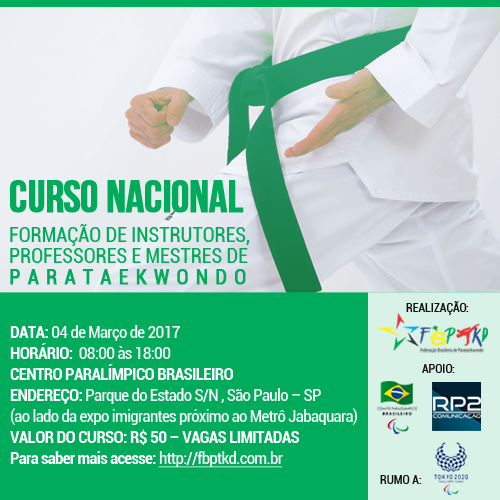 CURSO NACIONAL
FORMAÇÃO DE INSTRUTORES,
PROFESSORES E MESTRES DE
PARATAEKWONDO
DATA: 04 de Março de 2017
HORÁRIO: 08:00 às 18:00
CENTRO PARALÍMPICO BRASILEIRO
ENDEREÇO: Parque do Estado S/N , São Paulo – SP
(ao lado da expo imigrantes próximo ao Metrô Jabaquara)
VALOR DO CURSO: R$ 50 – VAGAS LIMITADAS
Para saber mais acesse: http://fbptkd.com.br
REALIZAÇÃO:
FBPTKD
Federação Brasileira de Parataekwondo
APOIO:
COMITÊ PARALÍMPICO
BRASILEIRO
RP2
COMUNICAÇÃO
RUMO A:
TOKYO 2020